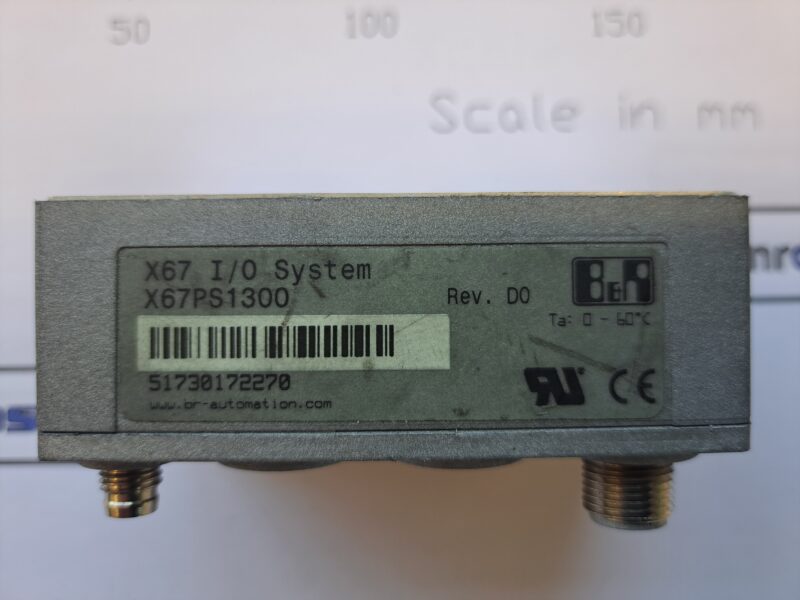 50 100 150
Scale in mm
X67 I/O System
X67PS1300
Rev. D0
B&R
Ta: 0 - 60°C
51730172270
www.br-automation.com
CE